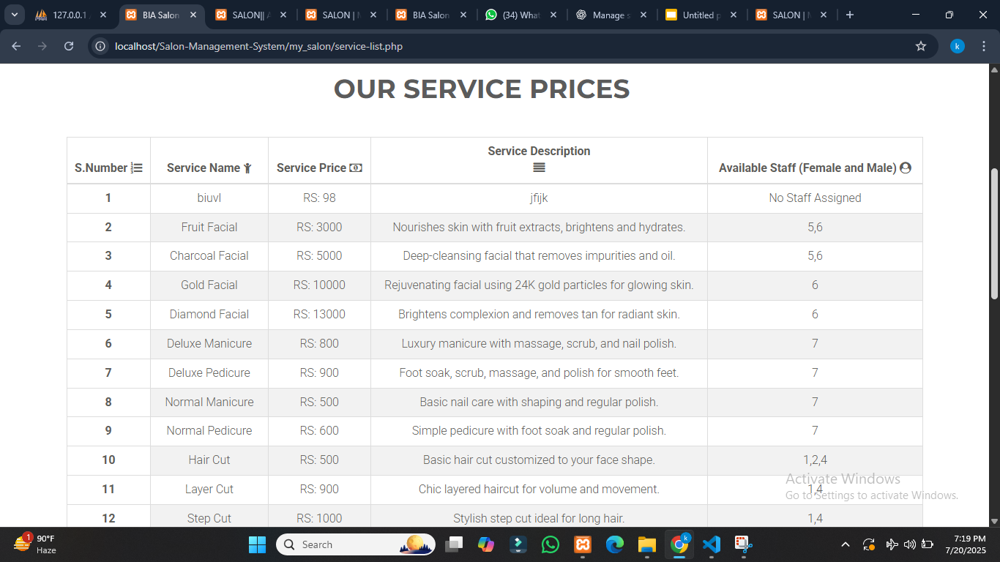 127.0.0.1
BIA Salon
SALON||
SALON |
BIA Salon
(34) What
Manage s
Untitled p
SALON |
localhost/Salon-Management-System/my_salon/service-list.php
k
OUR SERVICE PRICES
S.Number Service Name Service Price Service Description Available Staff (Female and Male)
1 biuvl RS: 98 jfijk No Staff Assigned
2 Fruit Facial RS: 3000 Nourishes skin with fruit extracts, brightens and hydrates. 5,6
3 Charcoal Facial RS: 5000 Deep-cleansing facial that removes impurities and oil. 5,6
4 Gold Facial RS: 10000 Rejuvenating facial using 24K gold particles for glowing skin. 6
5 Diamond Facial RS: 13000 Brightens complexion and removes tan for radiant skin. 6
6 Deluxe Manicure RS: 800 Luxury manicure with massage, scrub, and nail polish. 7
7 Deluxe Pedicure RS: 900 Foot soak, scrub, massage, and polish for smooth feet. 7
8 Normal Manicure RS: 500 Basic nail care with shaping and regular polish. 7
9 Normal Pedicure RS: 600 Simple pedicure with foot soak and regular polish. 7
10 Hair Cut RS: 500 Basic hair cut customized to your face shape. 1,2,4
11 Layer Cut RS: 900 Chic layered haircut for volume and movement. 1,4
12 Step Cut RS: 1000 Stylish step cut ideal for long hair. 1,4
Activate Windows
Go to Settings to activate Windows.
1
90°F
Haze
Search
k
7:19 PM
7/20/2025